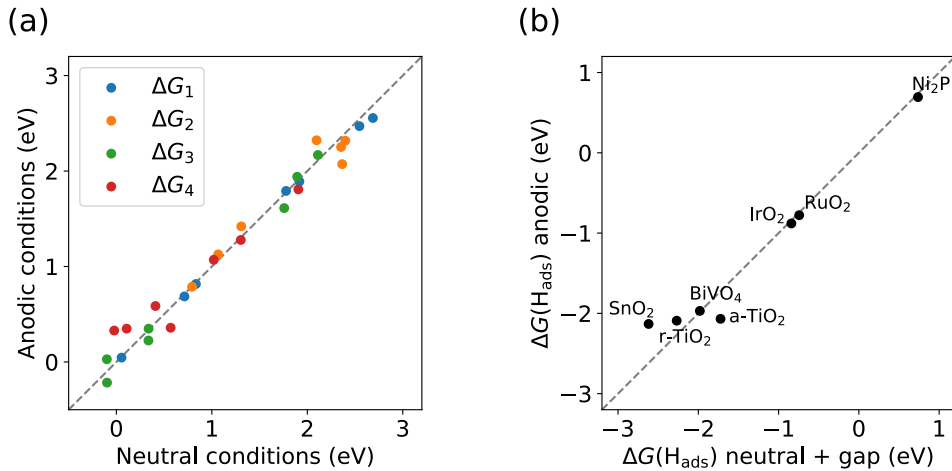 (a)
3
2
1
0
0
1
2
3
Anodic conditions (eV)
Neutral conditions (eV)
ΔG₁
ΔG₂
ΔG₃
ΔG₄
(b)
1
0
−1
−2
−3
−3
−2
−1
0
1
ΔG(H_ads) anodic (eV)
ΔG(H_ads) neutral + gap (eV)
Ni₂P
IrO₂
RuO₂
BiVO₄
SnO₂
a-TiO₂
r-TiO₂